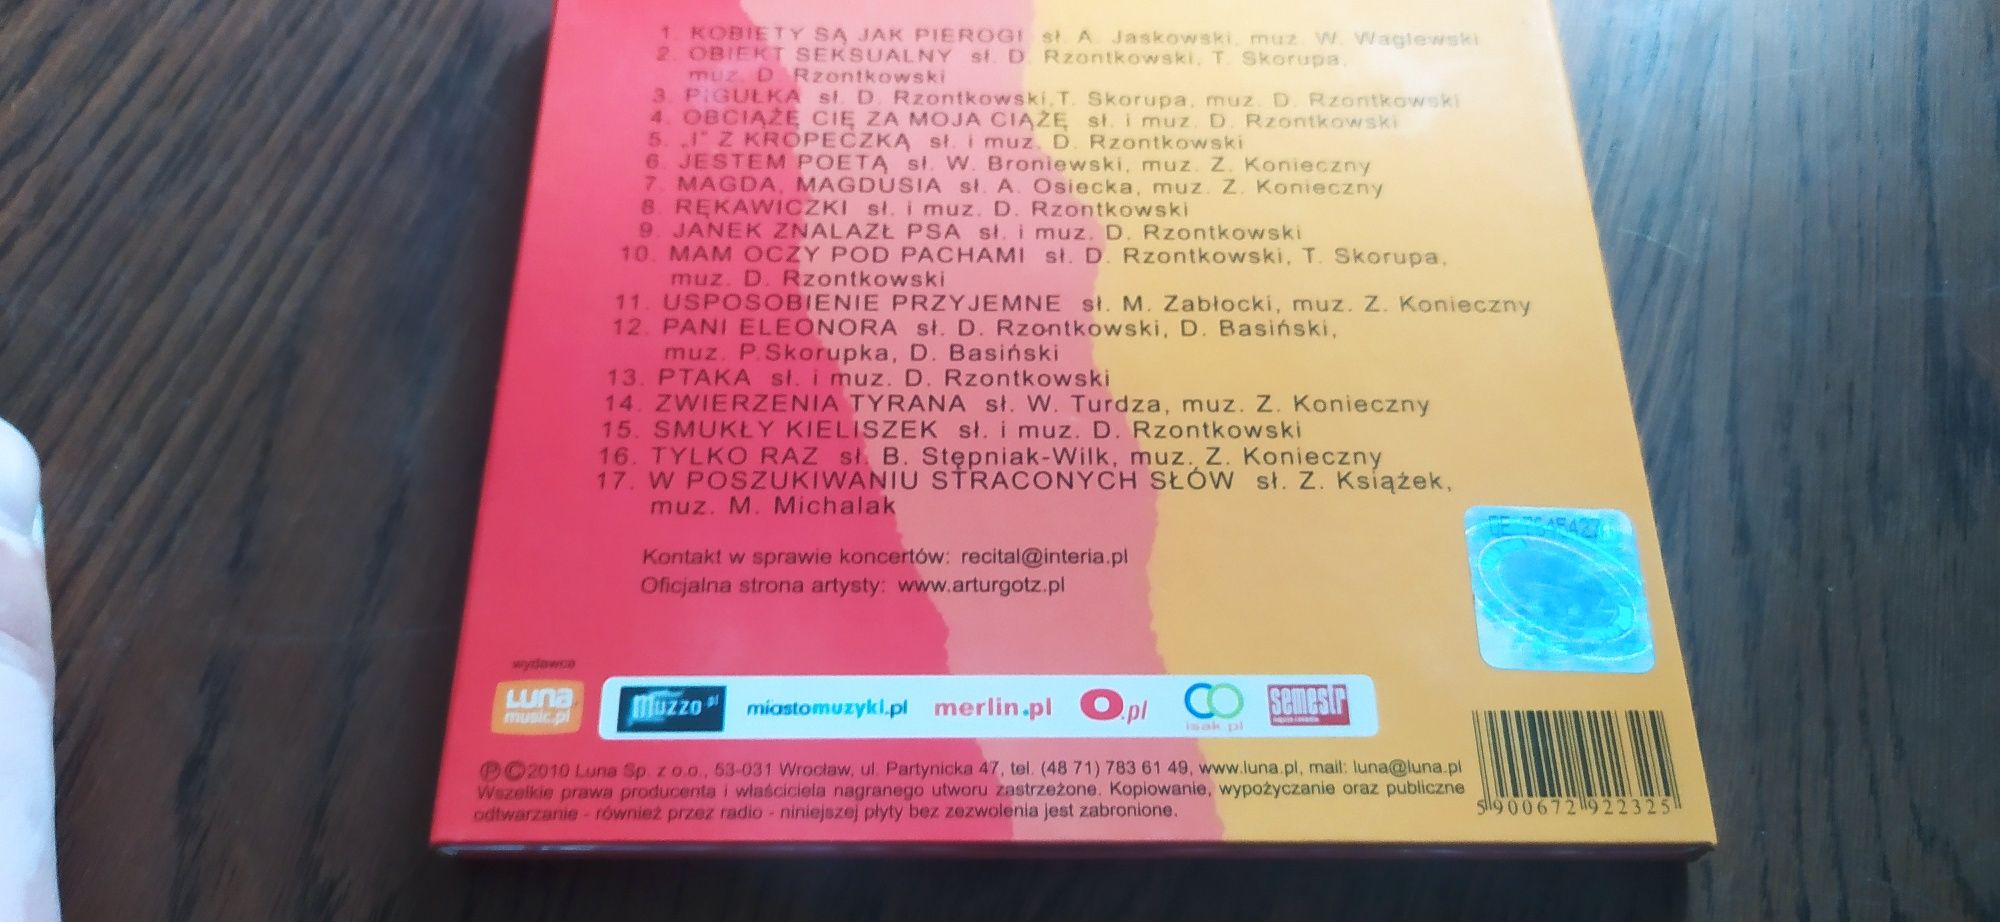 1. KOBIETY SĄ JAK PIEROGI sł. A. Jaskowski, muz. W. Waglewski
2. OBIEKT SEKSUALNY sł. D. Rzontkowski, T. Skorupa,
muz. D. Rzontkowski
3. PIGUŁKA sł. D. Rzontkowski,T. Skorupa, muz. D. Rzontkowski
4. OBCIĄŻĘ CIĘ ZA MOJA CIĄŻĘ sł. i muz. D. Rzontkowski
5. „I" Z KROPECZKĄ sł. i muz. D. Rzontkowski
6. JESTEM POETĄ sł. W. Broniewski, muz. Z. Konieczny
7. MAGDA, MAGDUSIA sł. A. Osiecka, muz. Z. Konieczny
8. RĘKAWICZKI sł. i muz. D. Rzontkowski
9. JANEK ZNALAZŁ PSA sł. i muz. D. Rzontkowski
10. MAM OCZY POD PACHAMI sł. D. Rzontkowski, T. Skorupa,
muz. D. Rzontkowski
11. USPOSOBIENIE PRZYJEMNE sł. M. Zabłocki, muz. Z. Konieczny
12. PANI ELEONORA sł. D. Rzontkowski, D. Basiński,
muz. P.Skorupka, D. Basiński
13. PTAKA sł. i muz. D. Rzontkowski
14. ZWIERZENIA TYRANA sł. W. Turdza, muz. Z. Konieczny
15. SMUKŁY KIELISZEK sł. i muz. D. Rzontkowski
16. TYLKO RAZ sł. B. Stępniak-Wilk, muz. Z. Konieczny
17. W POSZUKIWANIU STRACONYCH SŁÓW sł. Z. Książek,
muz. M. Michalak
Kontakt w sprawie koncertów: recital@interia.pl
Oficjalna strona artysty: www.arturgotz.pl
wydawca
LUNA
music.pl
muzzo.pl
miastomuzyki.pl
merlin.pl
O.pl
isak.pl
semestr
℗©2010 Luna Sp. z o.o., 53-031 Wrocław, ul. Partynicka 47, tel. (48 71) 783 61 49, www.luna.pl, mail: luna@luna.pl
Wszelkie prawa producenta i właściciela nagranego utworu zastrzeżone. Kopiowanie, wypożyczanie oraz publiczne
odtwarzanie - również przez radio - niniejszej płyty bez zezwolenia jest zabronione.
5 900672 922325